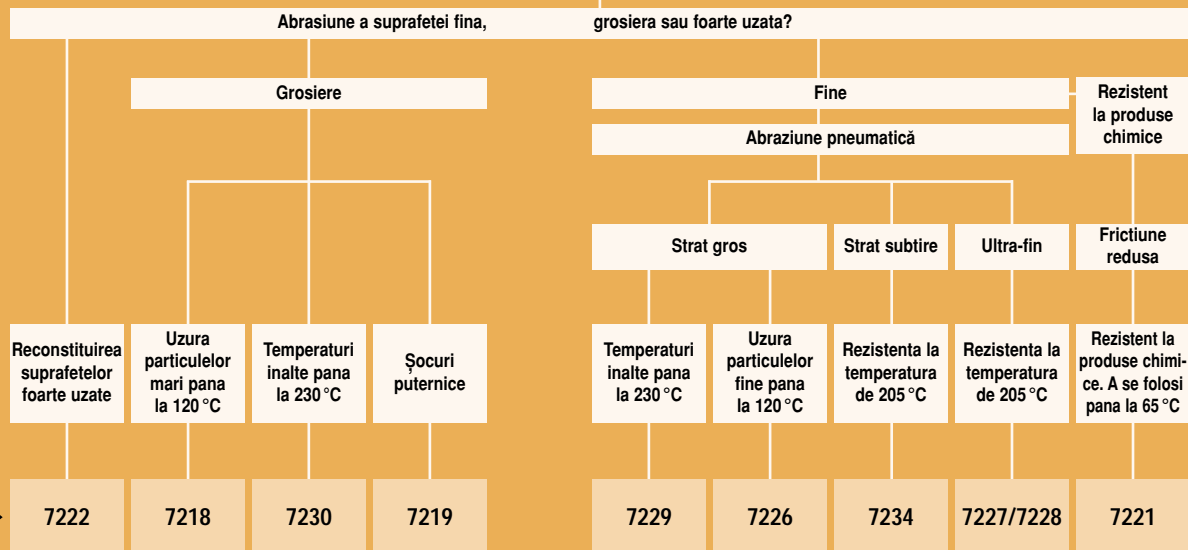 Abrasiune a suprafetei fina, grosiera sau foarte uzata?
Grosiere
Fine
Rezistent
la produse
chimice
Abraziune pneumatică
Strat gros
Strat subtire
Ultra-fin
Frictiune
redusa
Reconstituirea
suprafetelor
foarte uzate
Uzura
particulelor
mari pana
la 120 °C
Temperaturi
inalte pana
la 230 °C
Șocuri
puternice
Temperaturi
inalte pana
la 230 °C
Uzura
particulelor
fine pana
la 120 °C
Rezistenta la
temperatura
de 205 °C
Rezistenta la
temperatura
de 205 °C
Rezistent la
produse chimi-
ce. A se folosi
pana la 65 °C
7222
7218
7230
7219
7229
7226
7234
7227/7228
7221